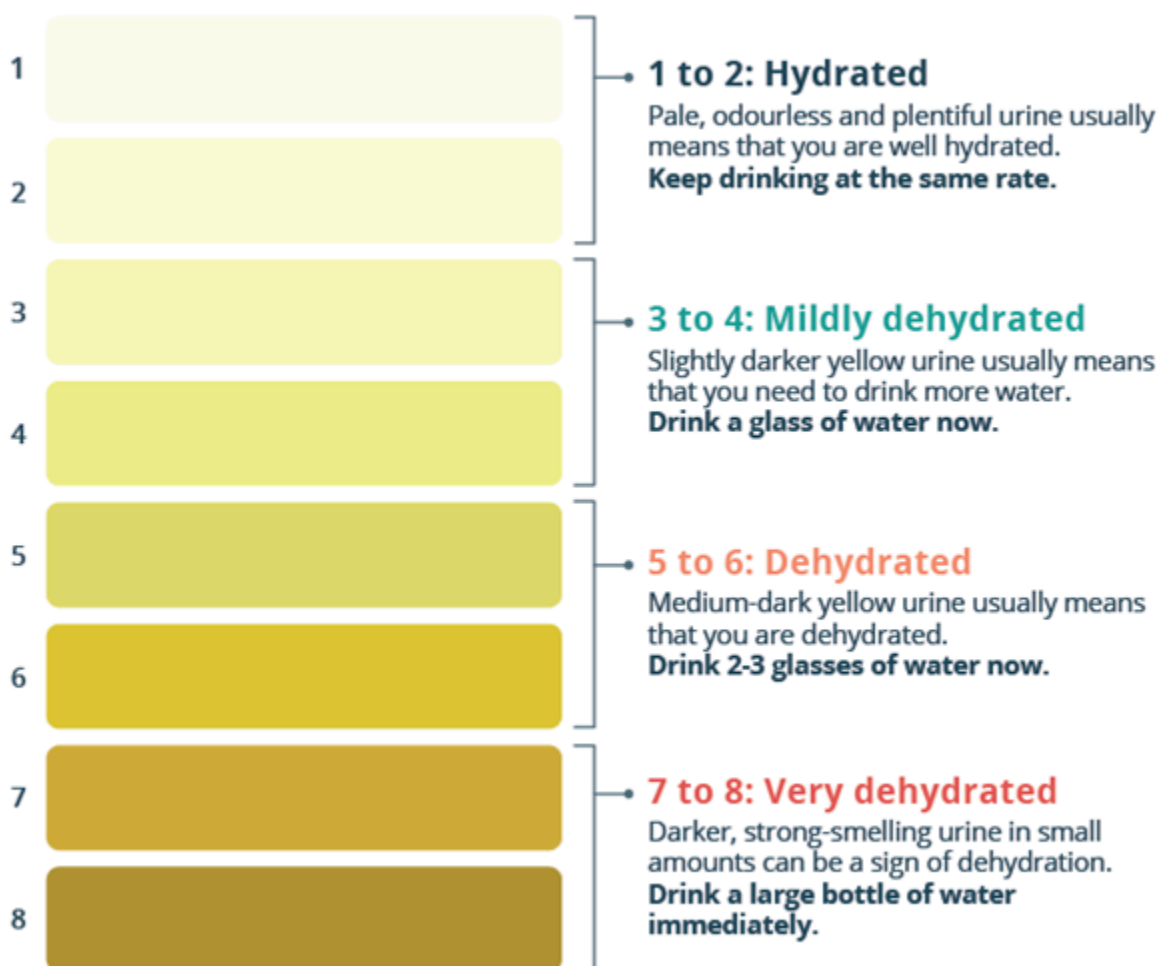 1
2
1 to 2: Hydrated
Pale, odourless and plentiful urine usually
means that you are well hydrated.
Keep drinking at the same rate.
3
4
3 to 4: Mildly dehydrated
Slightly darker yellow urine usually means
that you need to drink more water.
Drink a glass of water now.
5
6
5 to 6: Dehydrated
Medium-dark yellow urine usually means
that you are dehydrated.
Drink 2-3 glasses of water now.
7
8
7 to 8: Very dehydrated
Darker, strong-smelling urine in small
amounts can be a sign of dehydration.
Drink a large bottle of water
immediately.